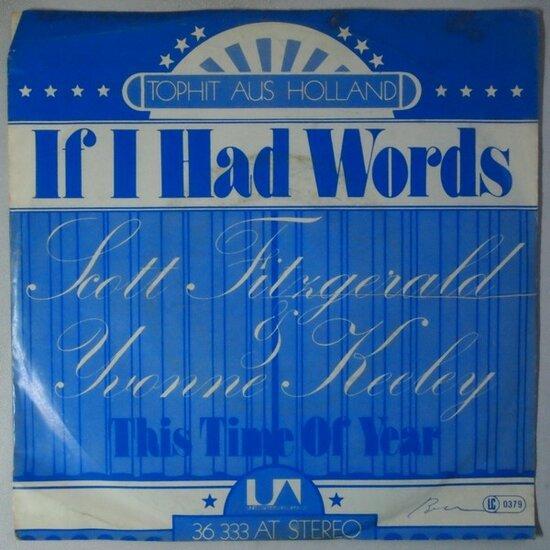 TOPHIT AUS HOLLAND
If I Had Words
Scott Fitzgerald
&
Yvonne Keeley
This Time Of Year
UA
LC 0379
36 333 AT STEREO